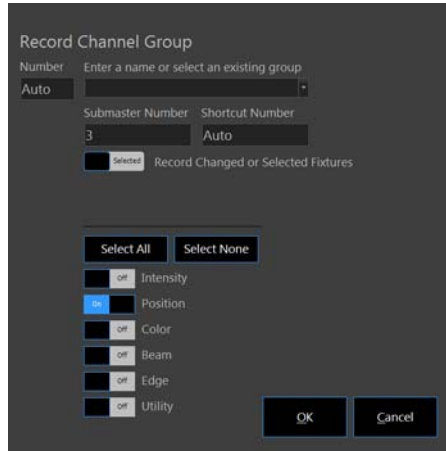 Record Channel Group
Number Enter a name or select an existing group
Auto
Submaster Number Shortcut Number
3 Auto
Selected Record Changed or Selected Fixtures
Select All Select None
Off Intensity
On Position
Off Color
Off Beam
Off Edge
Off Utility
OK Cancel